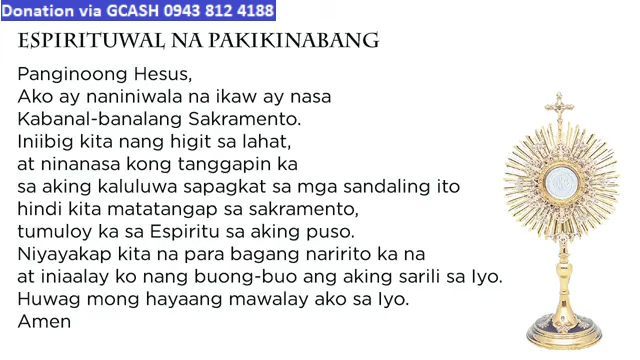 Donation via GCASH 0943 812 4188
ESPIRITUWAL NA PAKIKINABANG
Panginoong Hesus,
Ako ay naniniwala na ikaw ay nasa
Kabanal-banalang Sakramento.
Iniibig kita nang higit sa lahat,
at ninanasa kong tanggapin ka
sa aking kaluluwa sapagkat sa mga sandaling ito
hindi kita matatangap sa sakramento,
tumuloy ka sa Espiritu sa aking puso.
Niyayakap kita na para bagang naririto ka na
at iniaalay ko nang buong-buo ang aking sarili sa Iyo.
Huwag mong hayaang mawalay ako sa Iyo.
Amen